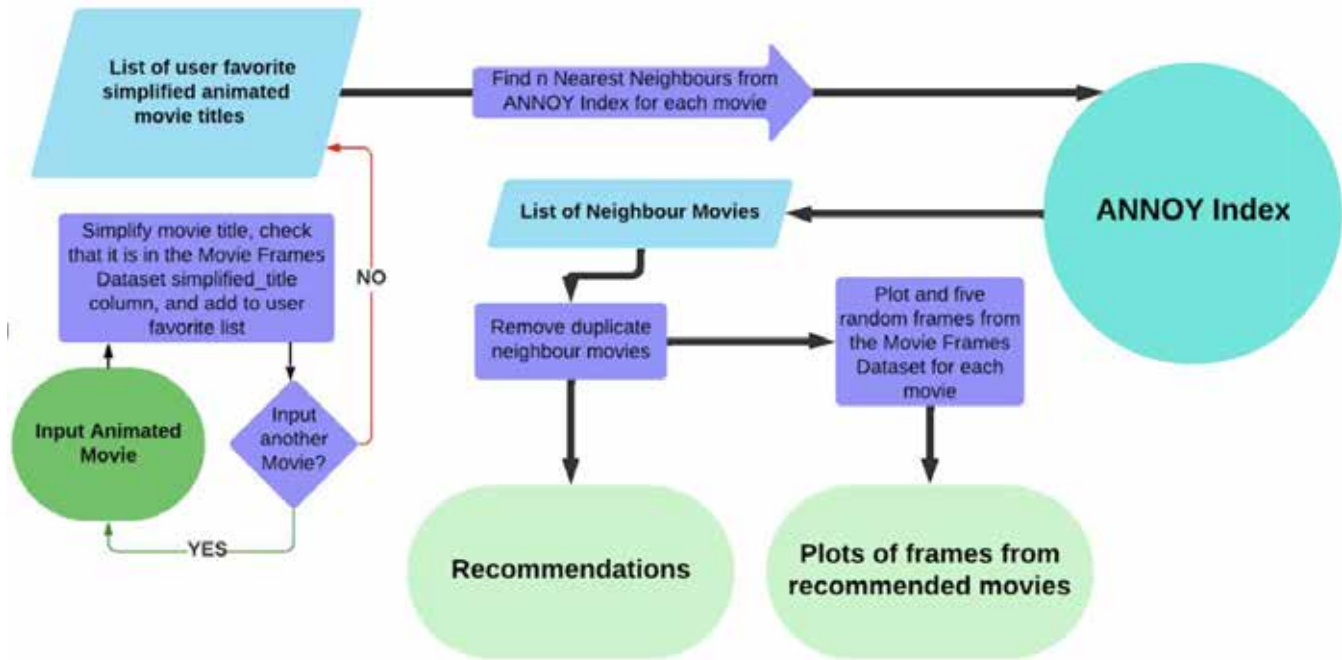 List of user favorite
simplified animated
movie titles
Find n Nearest Neighbours from
ANNOY Index for each movie
ANNOY Index
List of Neighbour Movies
Simplify movie title, check
that it is in the Movie Frames
Dataset simplified_title
column, and add to user
favorite list
NO
Remove duplicate
neighbour movies
Plot and five
random frames from
the Movie Frames
Dataset for each
movie
Input Animated
Movie
Input
another
Movie?
YES
Recommendations
Plots of frames from
recommended movies